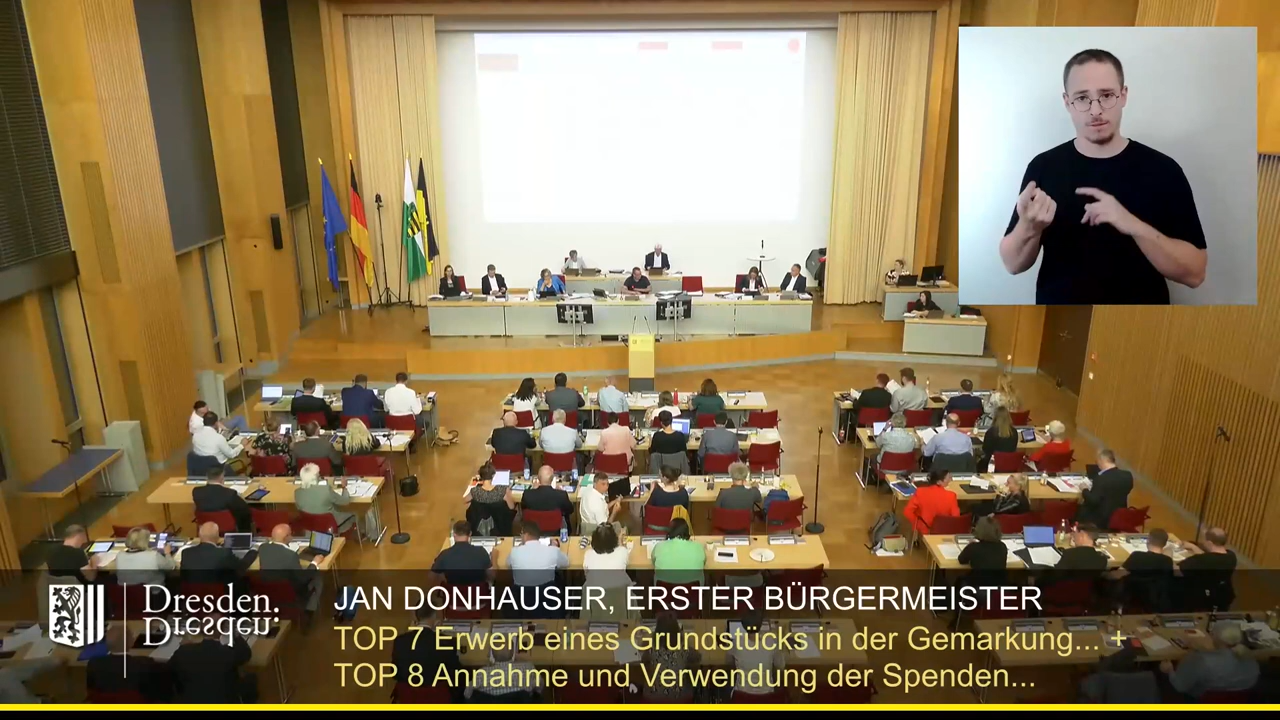 Dresden.
Dresden.
JAN DONHAUSER, ERSTER BÜRGERMEISTER
TOP 7 Erwerb eines Grundstücks in der Gemarkung... +
TOP 8 Annahme und Verwendung der Spenden...